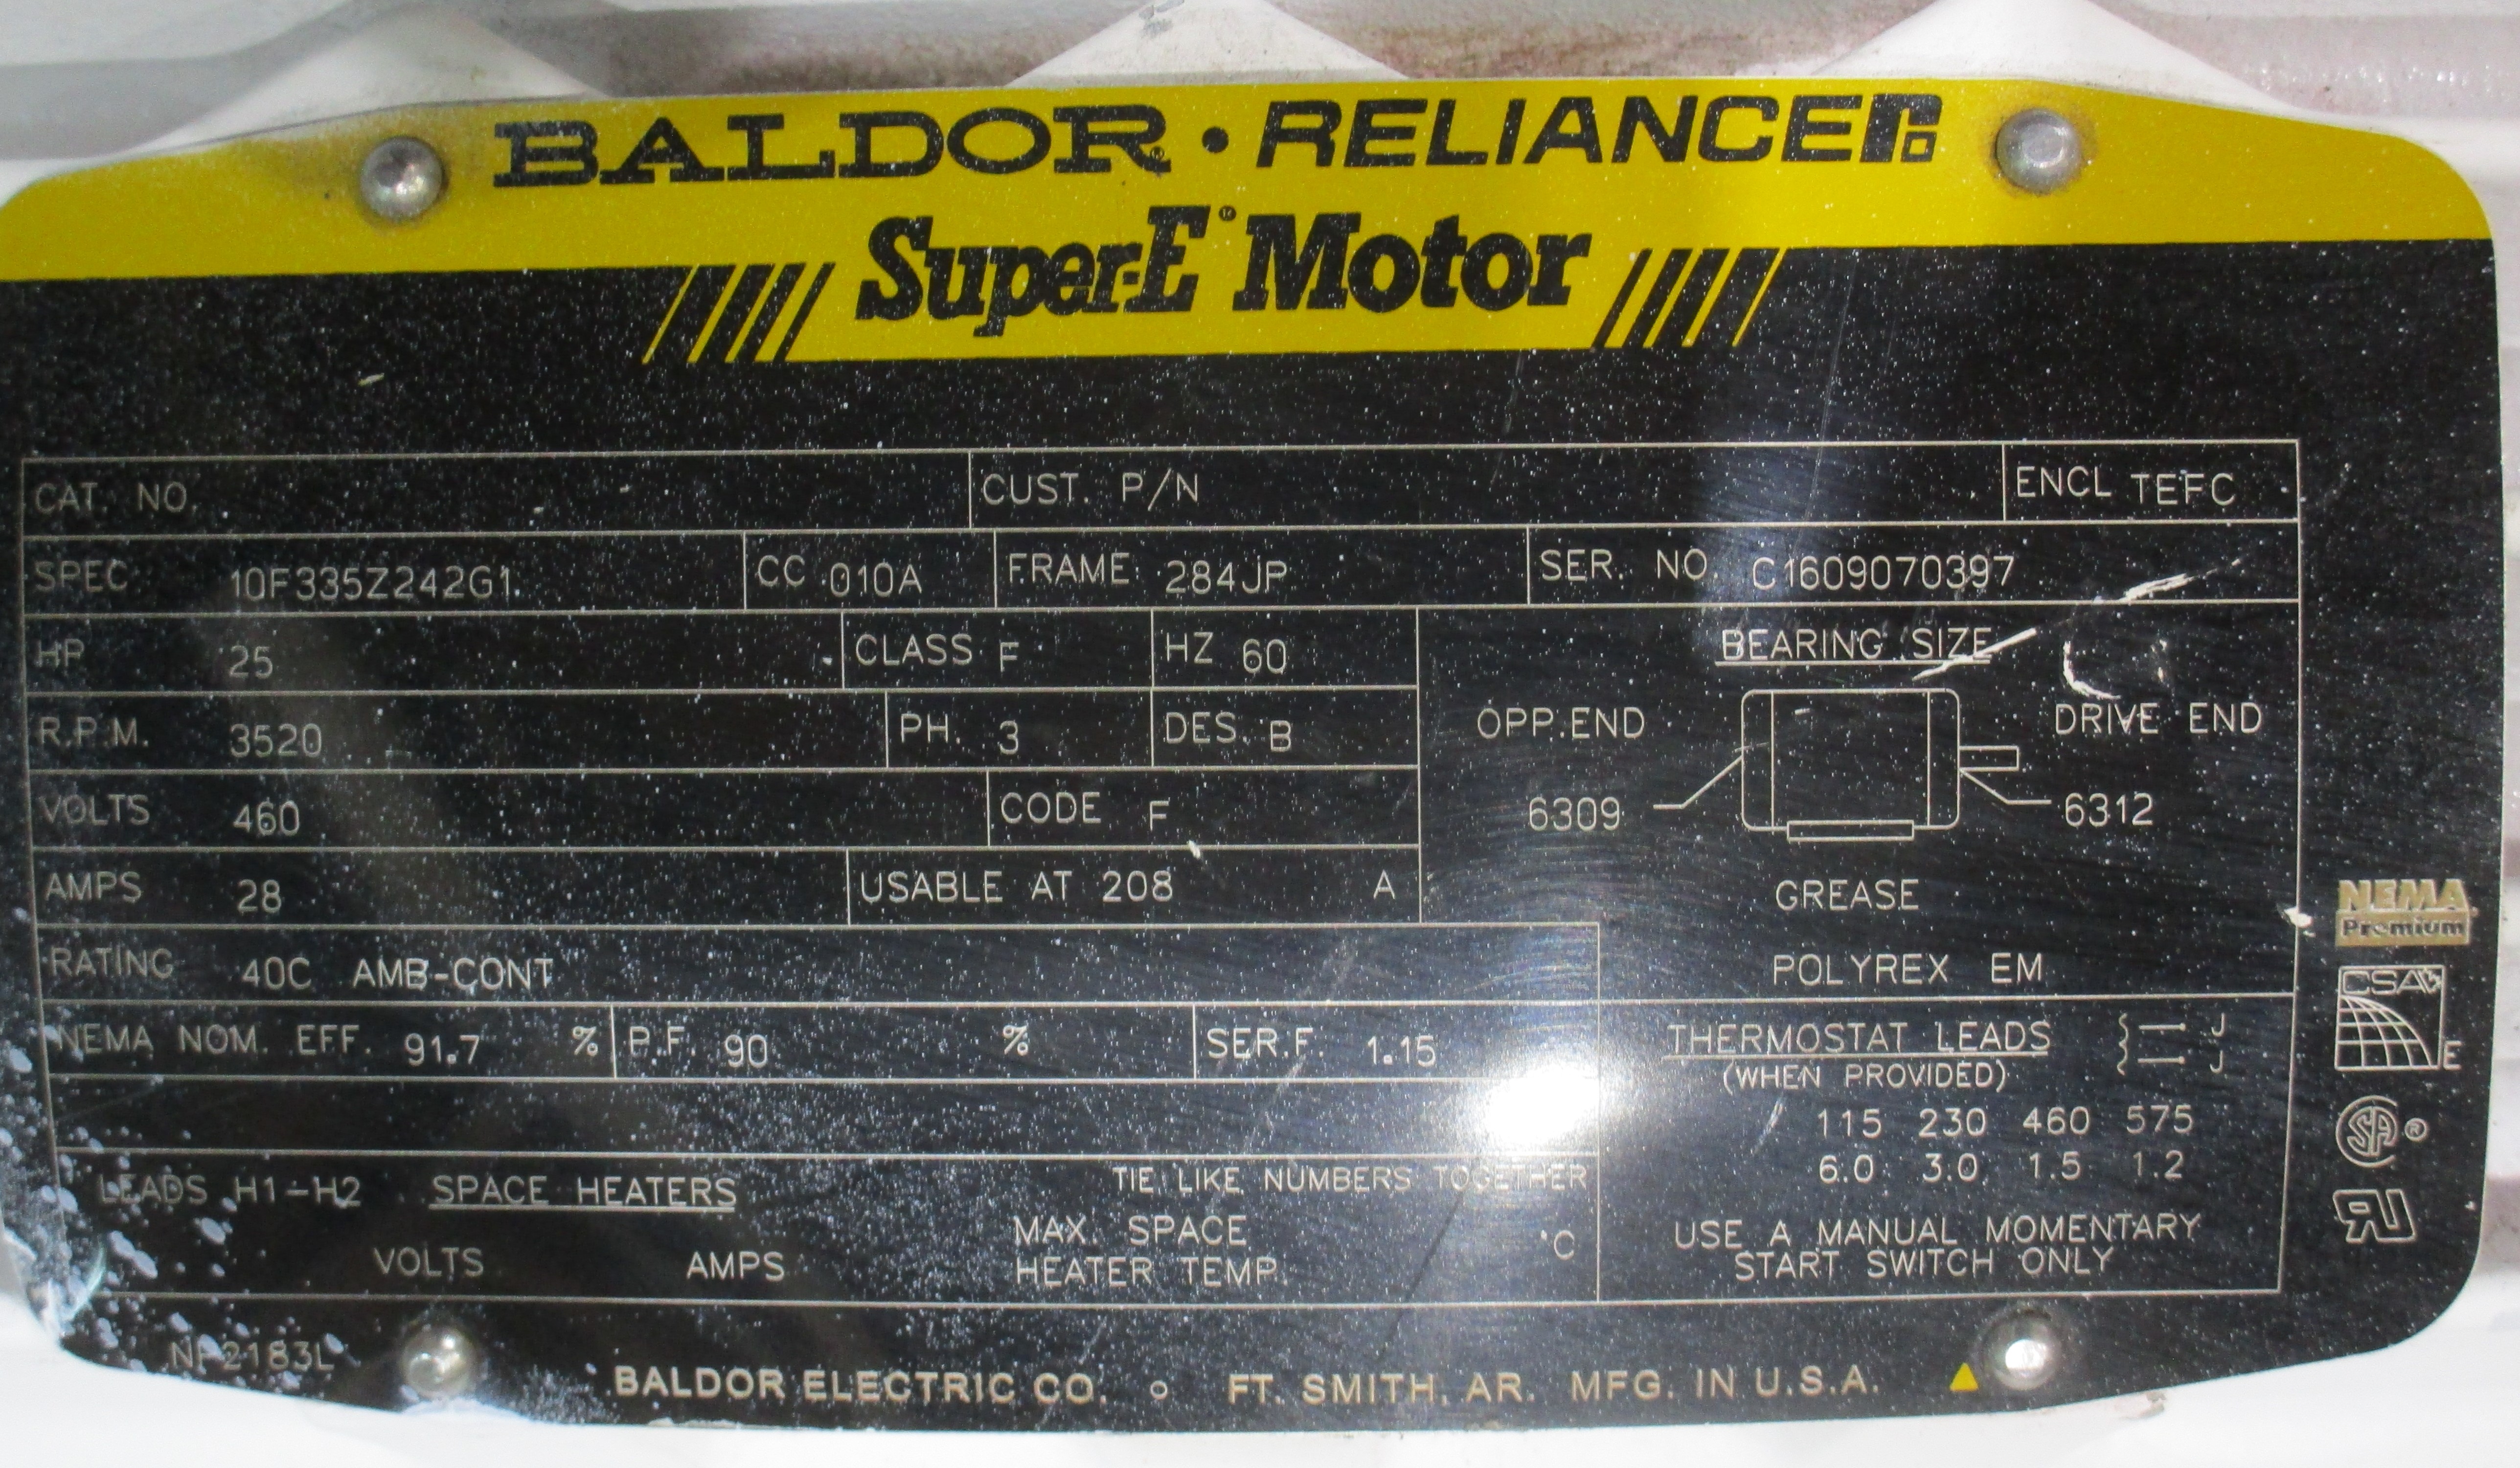 BALDOR® • RELIANCE
Super-E® Motor
CAT. NO. CUST. P/N ENCL TEFC
SPEC. 10F335Z242G1 CC 010A FRAME 284JP SER. NO. C1609070397
HP 25 CLASS F HZ 60 BEARING SIZE
R.P.M. 3520 PH. 3 DES. B OPP.END DRIVE END
VOLTS 460 CODE F 6309 6312
AMPS 28 USABLE AT 208 A GREASE
RATING 40C AMB-CONT POLYREX EM
NEMA NOM. EFF. 91.7 % P.F. 90 % SER.F. 1.15 THERMOSTAT LEADS J J
(WHEN PROVIDED)
115 230 460 575
6.0 3.0 1.5 1.2
LEADS H1-H2 SPACE HEATERS TIE LIKE NUMBERS TOGETHER
VOLTS AMPS MAX. SPACE HEATER TEMP. °C
USE A MANUAL MOMENTARY
START SWITCH ONLY
NEMA
Premium
CSA E
SA ®
NP2183L
BALDOR ELECTRIC CO. FT. SMITH, AR. MFG. IN U.S.A.